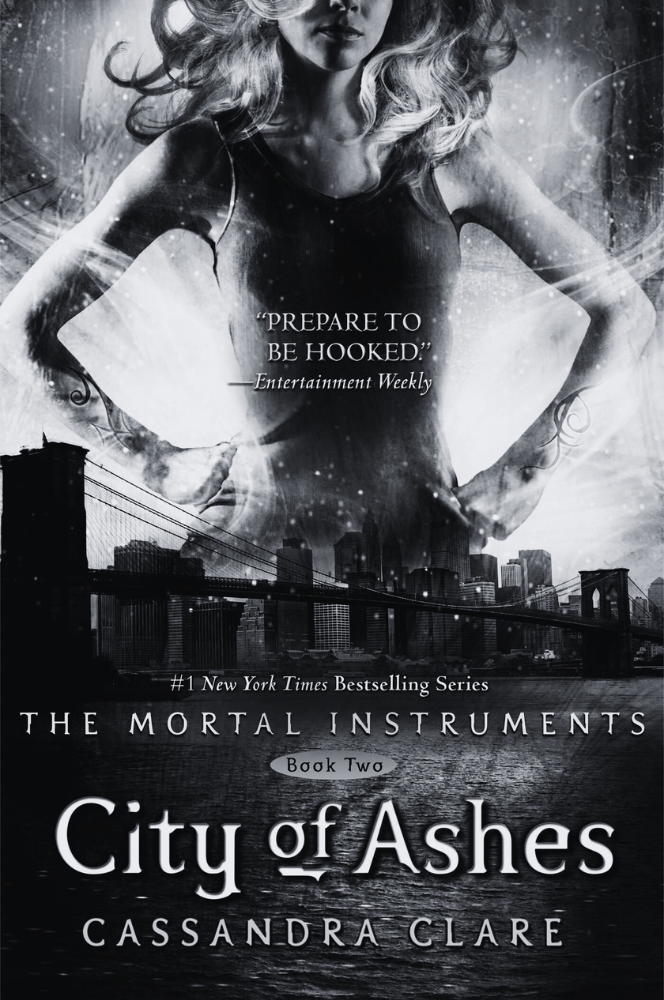 “PREPARE TO
BE HOOKED.”
—Entertainment Weekly
#1 New York Times Bestselling Series
THE MORTAL INSTRUMENTS
Book Two
City of Ashes
CASSANDRA CLARE